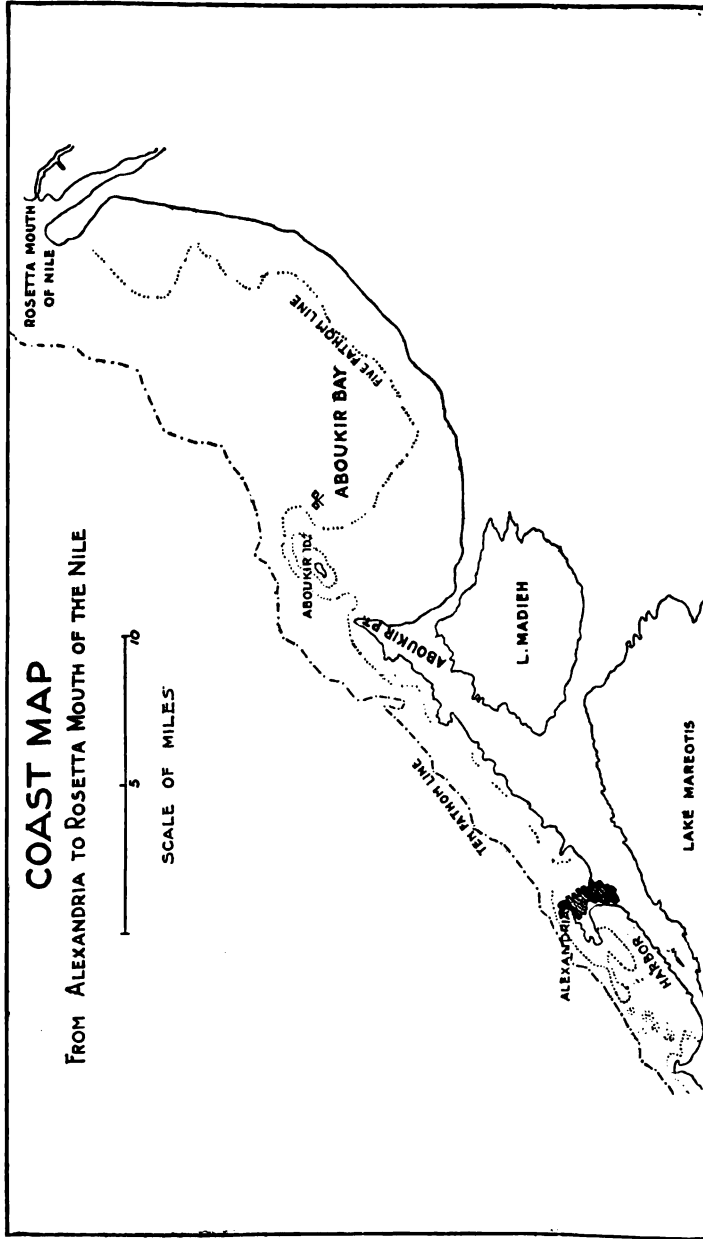 COAST MAP
FROM ALEXANDRIA TO ROSETTA MOUTH OF THE NILE
5
10
SCALE OF MILES
ROSETTA MOUTH
OF NILE
FIVE FATHOM LINE
ABOUKIR BAY
ABOUKIR IDS
ABOUKIR PT.
TEN FATHOM LINE
L. MADIEH
ALEXANDRIA
HARBOR
LAKE MAREOTIS